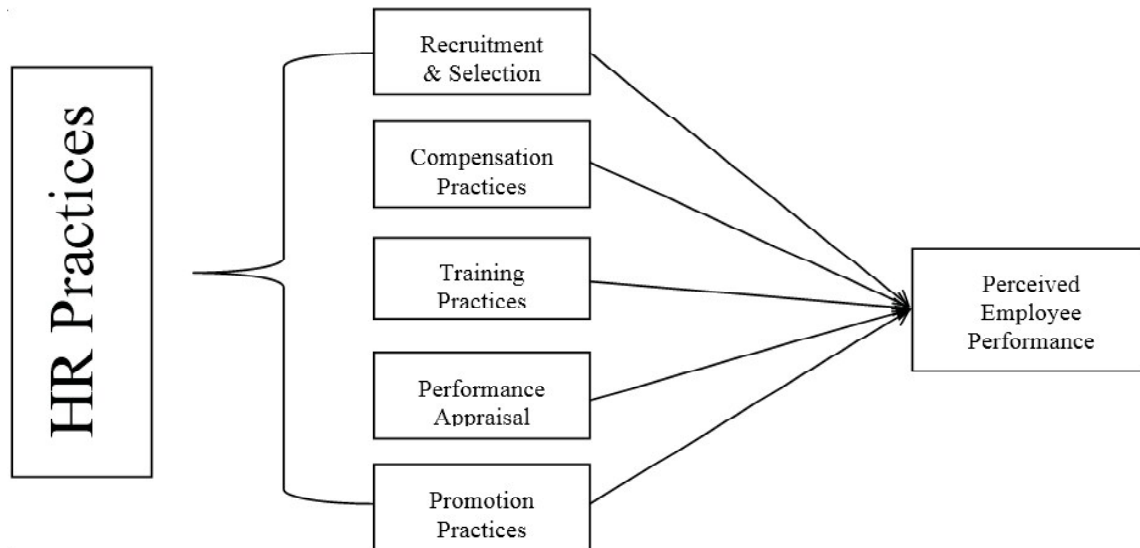 HR Practices
Recruitment
& Selection
Compensation
Practices
Training
Practices
Performance
Appraisal
Promotion
Practices
Perceived
Employee
Performance